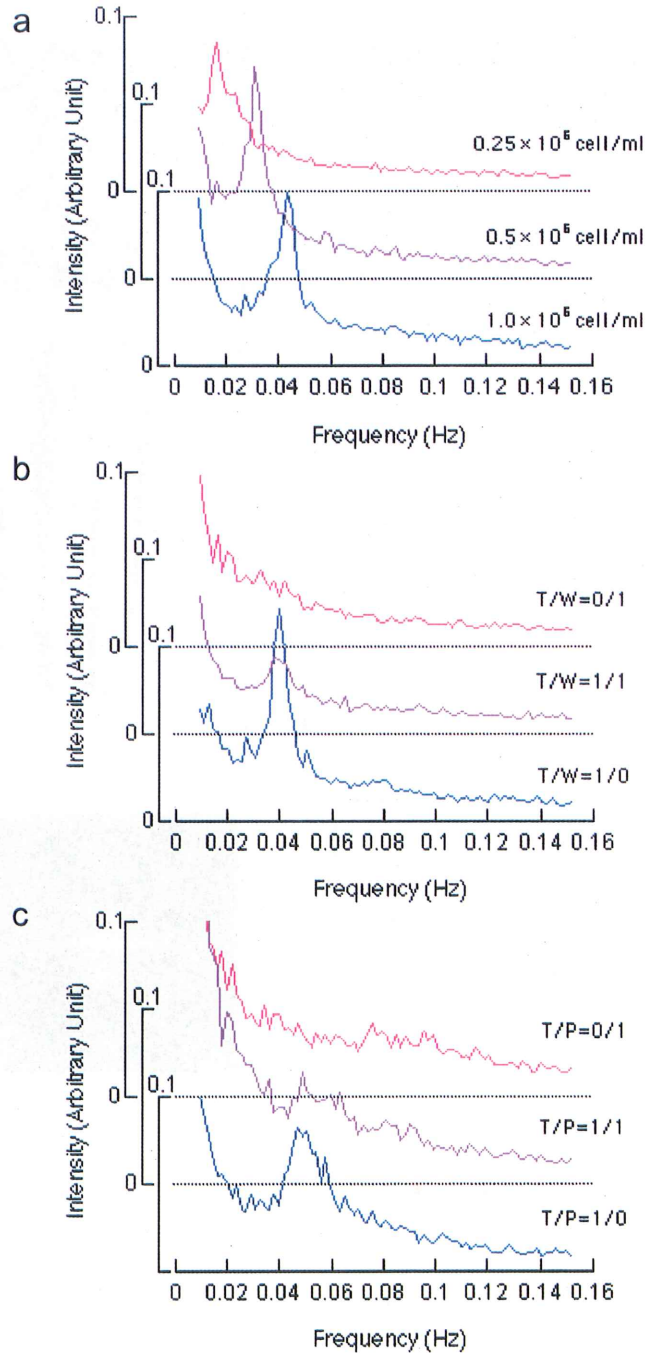 a
0.1
0.1
0.25 × 10⁶ cell/ml
0 0.1
0.5 × 10⁶ cell/ml
0
1.0 × 10⁶ cell/ml
0
Intensity (Arbitrary Unit)
0 0.02 0.04 0.06 0.08 0.1 0.12 0.14 0.16
Frequency (Hz)
b
0.1
0.1
T/W=0/1
0 0.1
T/W=1/1
0
T/W=1/0
0
Intensity (Arbitrary Unit)
0 0.02 0.04 0.06 0.08 0.1 0.12 0.14 0.16
Frequency (Hz)
c
0.1
0.1
T/P=0/1
0 0.1
T/P=1/1
0
T/P=1/0
Intensity (Arbitrary Unit)
0 0.02 0.04 0.06 0.08 0.1 0.12 0.14 0.16
Frequency (Hz)